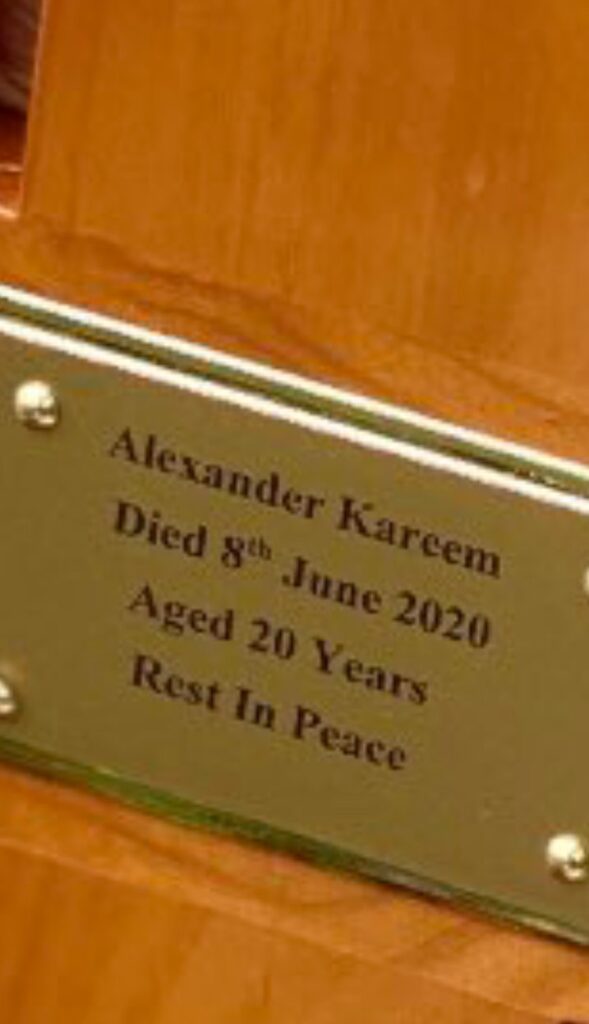 Alexander Kareem
Died 8th June 2020
Aged 20 Years
Rest In Peace